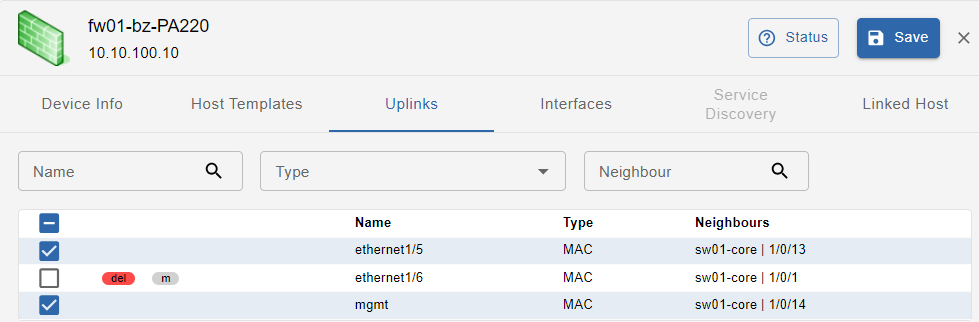 fw01-bz-PA220
10.10.100.10
Status
Save
Device Info
Host Templates
Uplinks
Interfaces
Service
Discovery
Linked Host
Name
Type
Neighbour
Name Type Neighbours
ethernet1/5 MAC sw01-core | 1/0/13
del m ethernet1/6 MAC sw01-core | 1/0/1
mgmt MAC sw01-core | 1/0/14